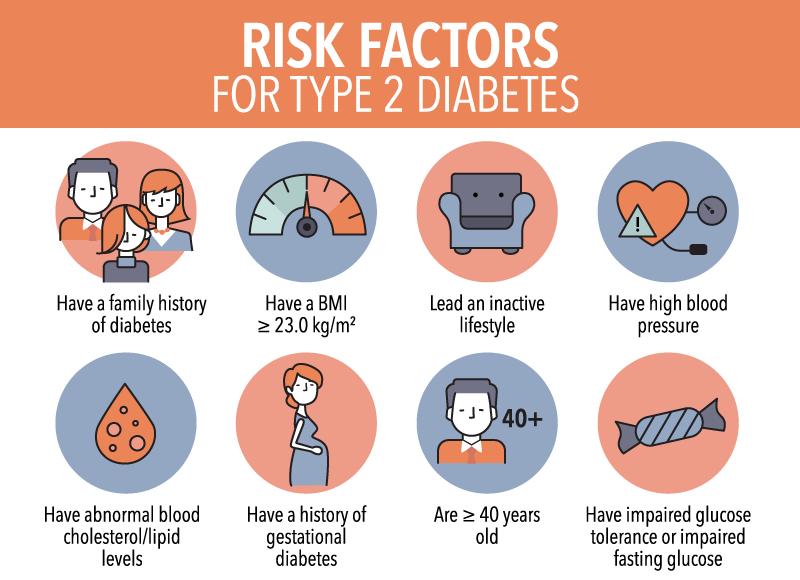 RISK FACTORS
FOR TYPE 2 DIABETES
Have a family history
of diabetes
Have a BMI
≥ 23.0 kg/m²
Lead an inactive
lifestyle
!
Have high blood
pressure
Have abnormal blood
cholesterol/lipid
levels
Have a history of
gestational
diabetes
40+
Are ≥ 40 years
old
Have impaired glucose
tolerance or impaired
fasting glucose